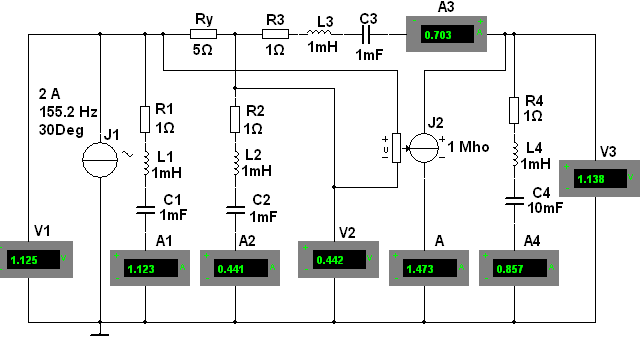 A3
Ry
R3
L3
C3
0.703
5Ω
1Ω
1mH
1mF
2 A
155.2 Hz
30Deg
J1
R1
1Ω
R2
1Ω
J2
1 Mho
R4
1Ω
L1
1mH
L2
1mH
U
L4
1mH
V3
1.138
C1
1mF
C2
1mF
C4
10mF
V1
A1
A2
V2
A
A4
1.125
1.123
0.441
0.442
1.473
0.857